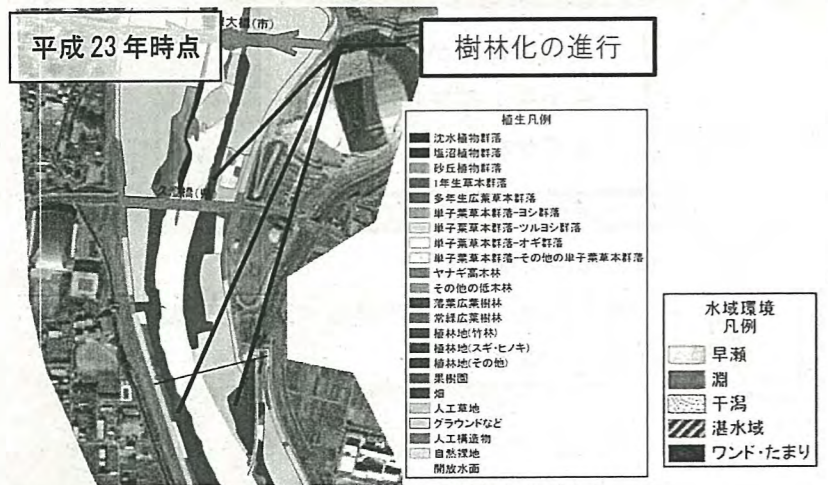 平成23年時点
樹林化の進行
大橋(市)
植生凡例
沈水植物群落
塩沼植物群落
砂丘植物群落
1年生草本群落
多年生広葉草本群落
単子葉草本群落-ヨシ群落
単子葉草本群落-ツルヨシ群落
単子葉草本群落-オギ群落
単子葉草本群落-その他の単子葉草本群落
ヤナギ高木林
その他の低木林
落葉広葉樹林
常緑広葉樹林
植林地(竹林)
植林地(スギ・ヒノキ)
植林地(その他)
果樹園
畑
人工草地
グラウンドなど
人工構造物
自然裸地
開放水面
水域環境
凡例
早瀬
淵
干潟
湛水域
ワンド・たまり